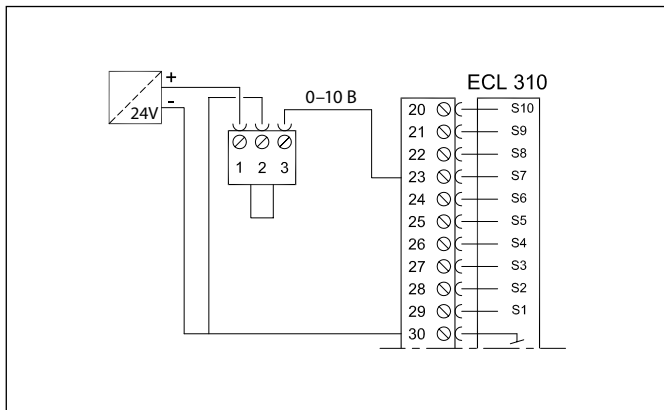 ECL 310
+
-
24V
0–10 В
1 2 3
20 S10
21 S9
22 S8
23 S7
24 S6
25 S5
26 S4
27 S3
28 S2
29 S1
30